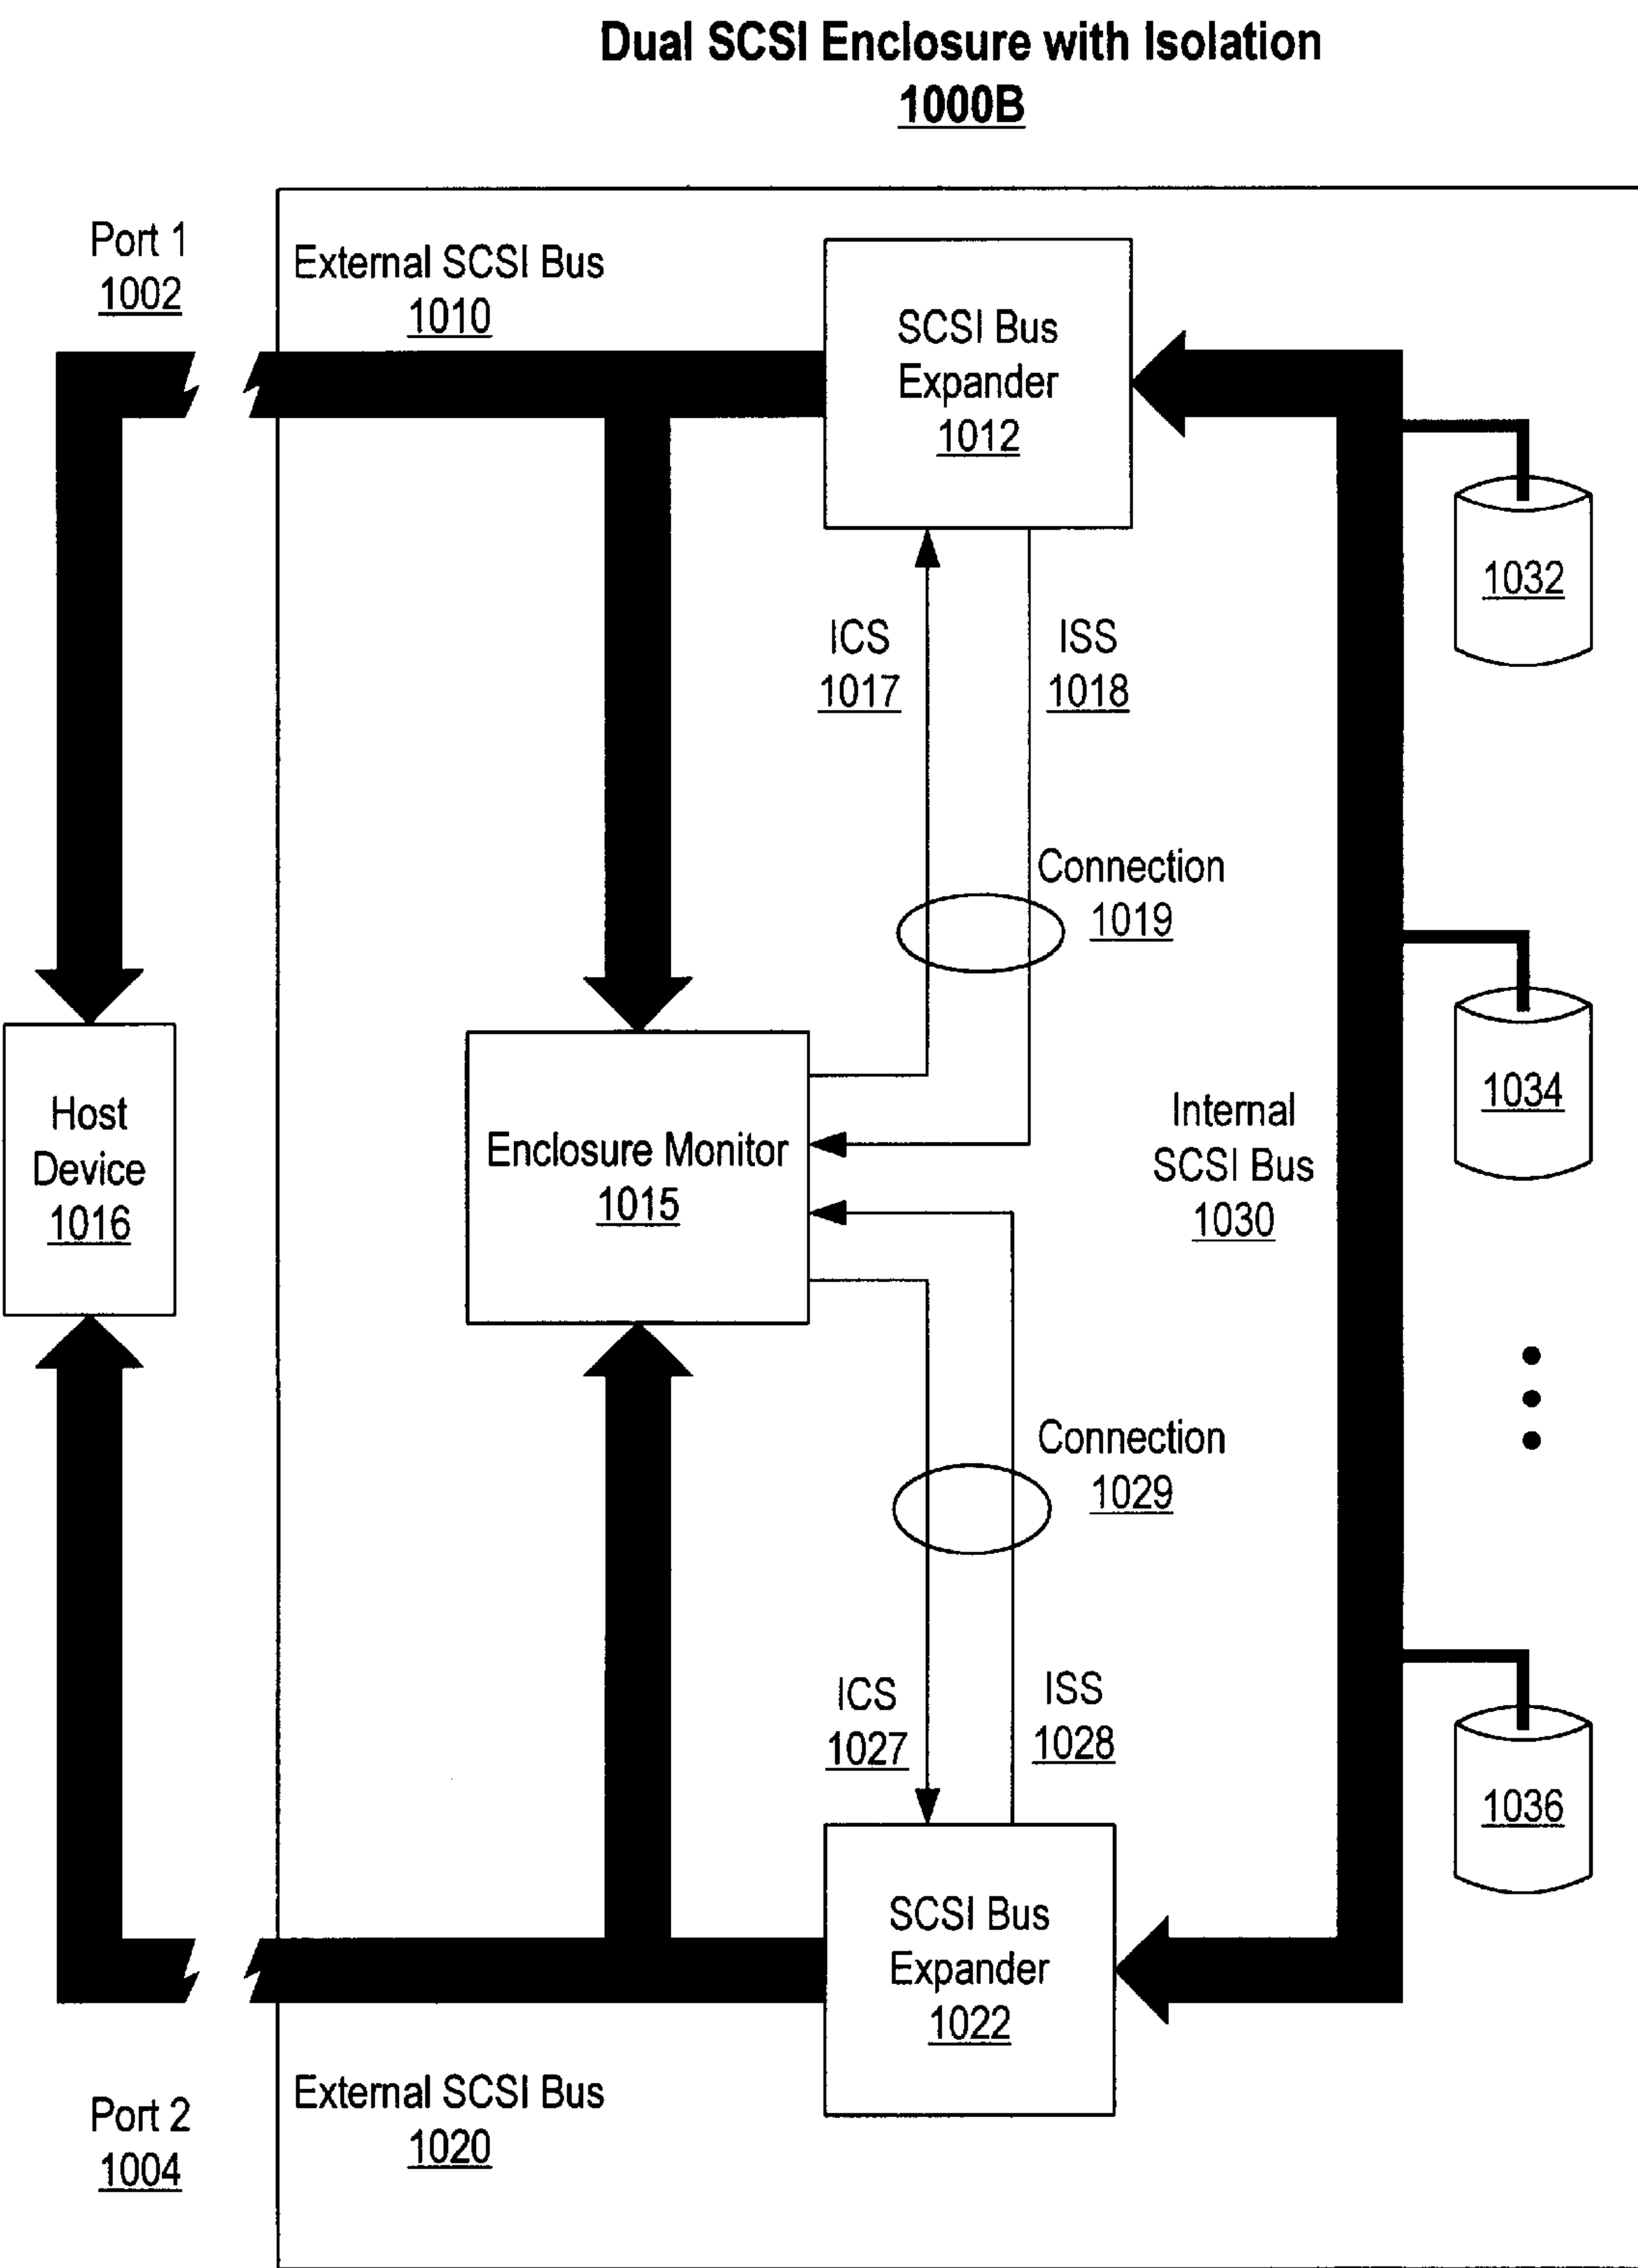 Dual SCSI Enclosure with Isolation
1000B
Port 1
1002
External SCSI Bus
1010
SCSI Bus
Expander
1012
1032
ICS
1017
ISS
1018
Connection
1019
Host
Device
1016
Enclosure Monitor
1015
Internal
SCSI Bus
1030
1034
Connection
1029
ICS
1027
ISS
1028
1036
SCSI Bus
Expander
1022
Port 2
1004
External SCSI Bus
1020